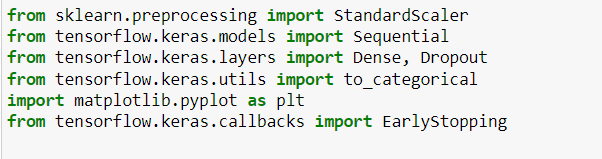 from sklearn.preprocessing import StandardScaler
from tensorflow.keras.models import Sequential
from tensorflow.keras.layers import Dense, Dropout
from tensorflow.keras.utils import to_categorical
import matplotlib.pyplot as plt
from tensorflow.keras.callbacks import EarlyStopping